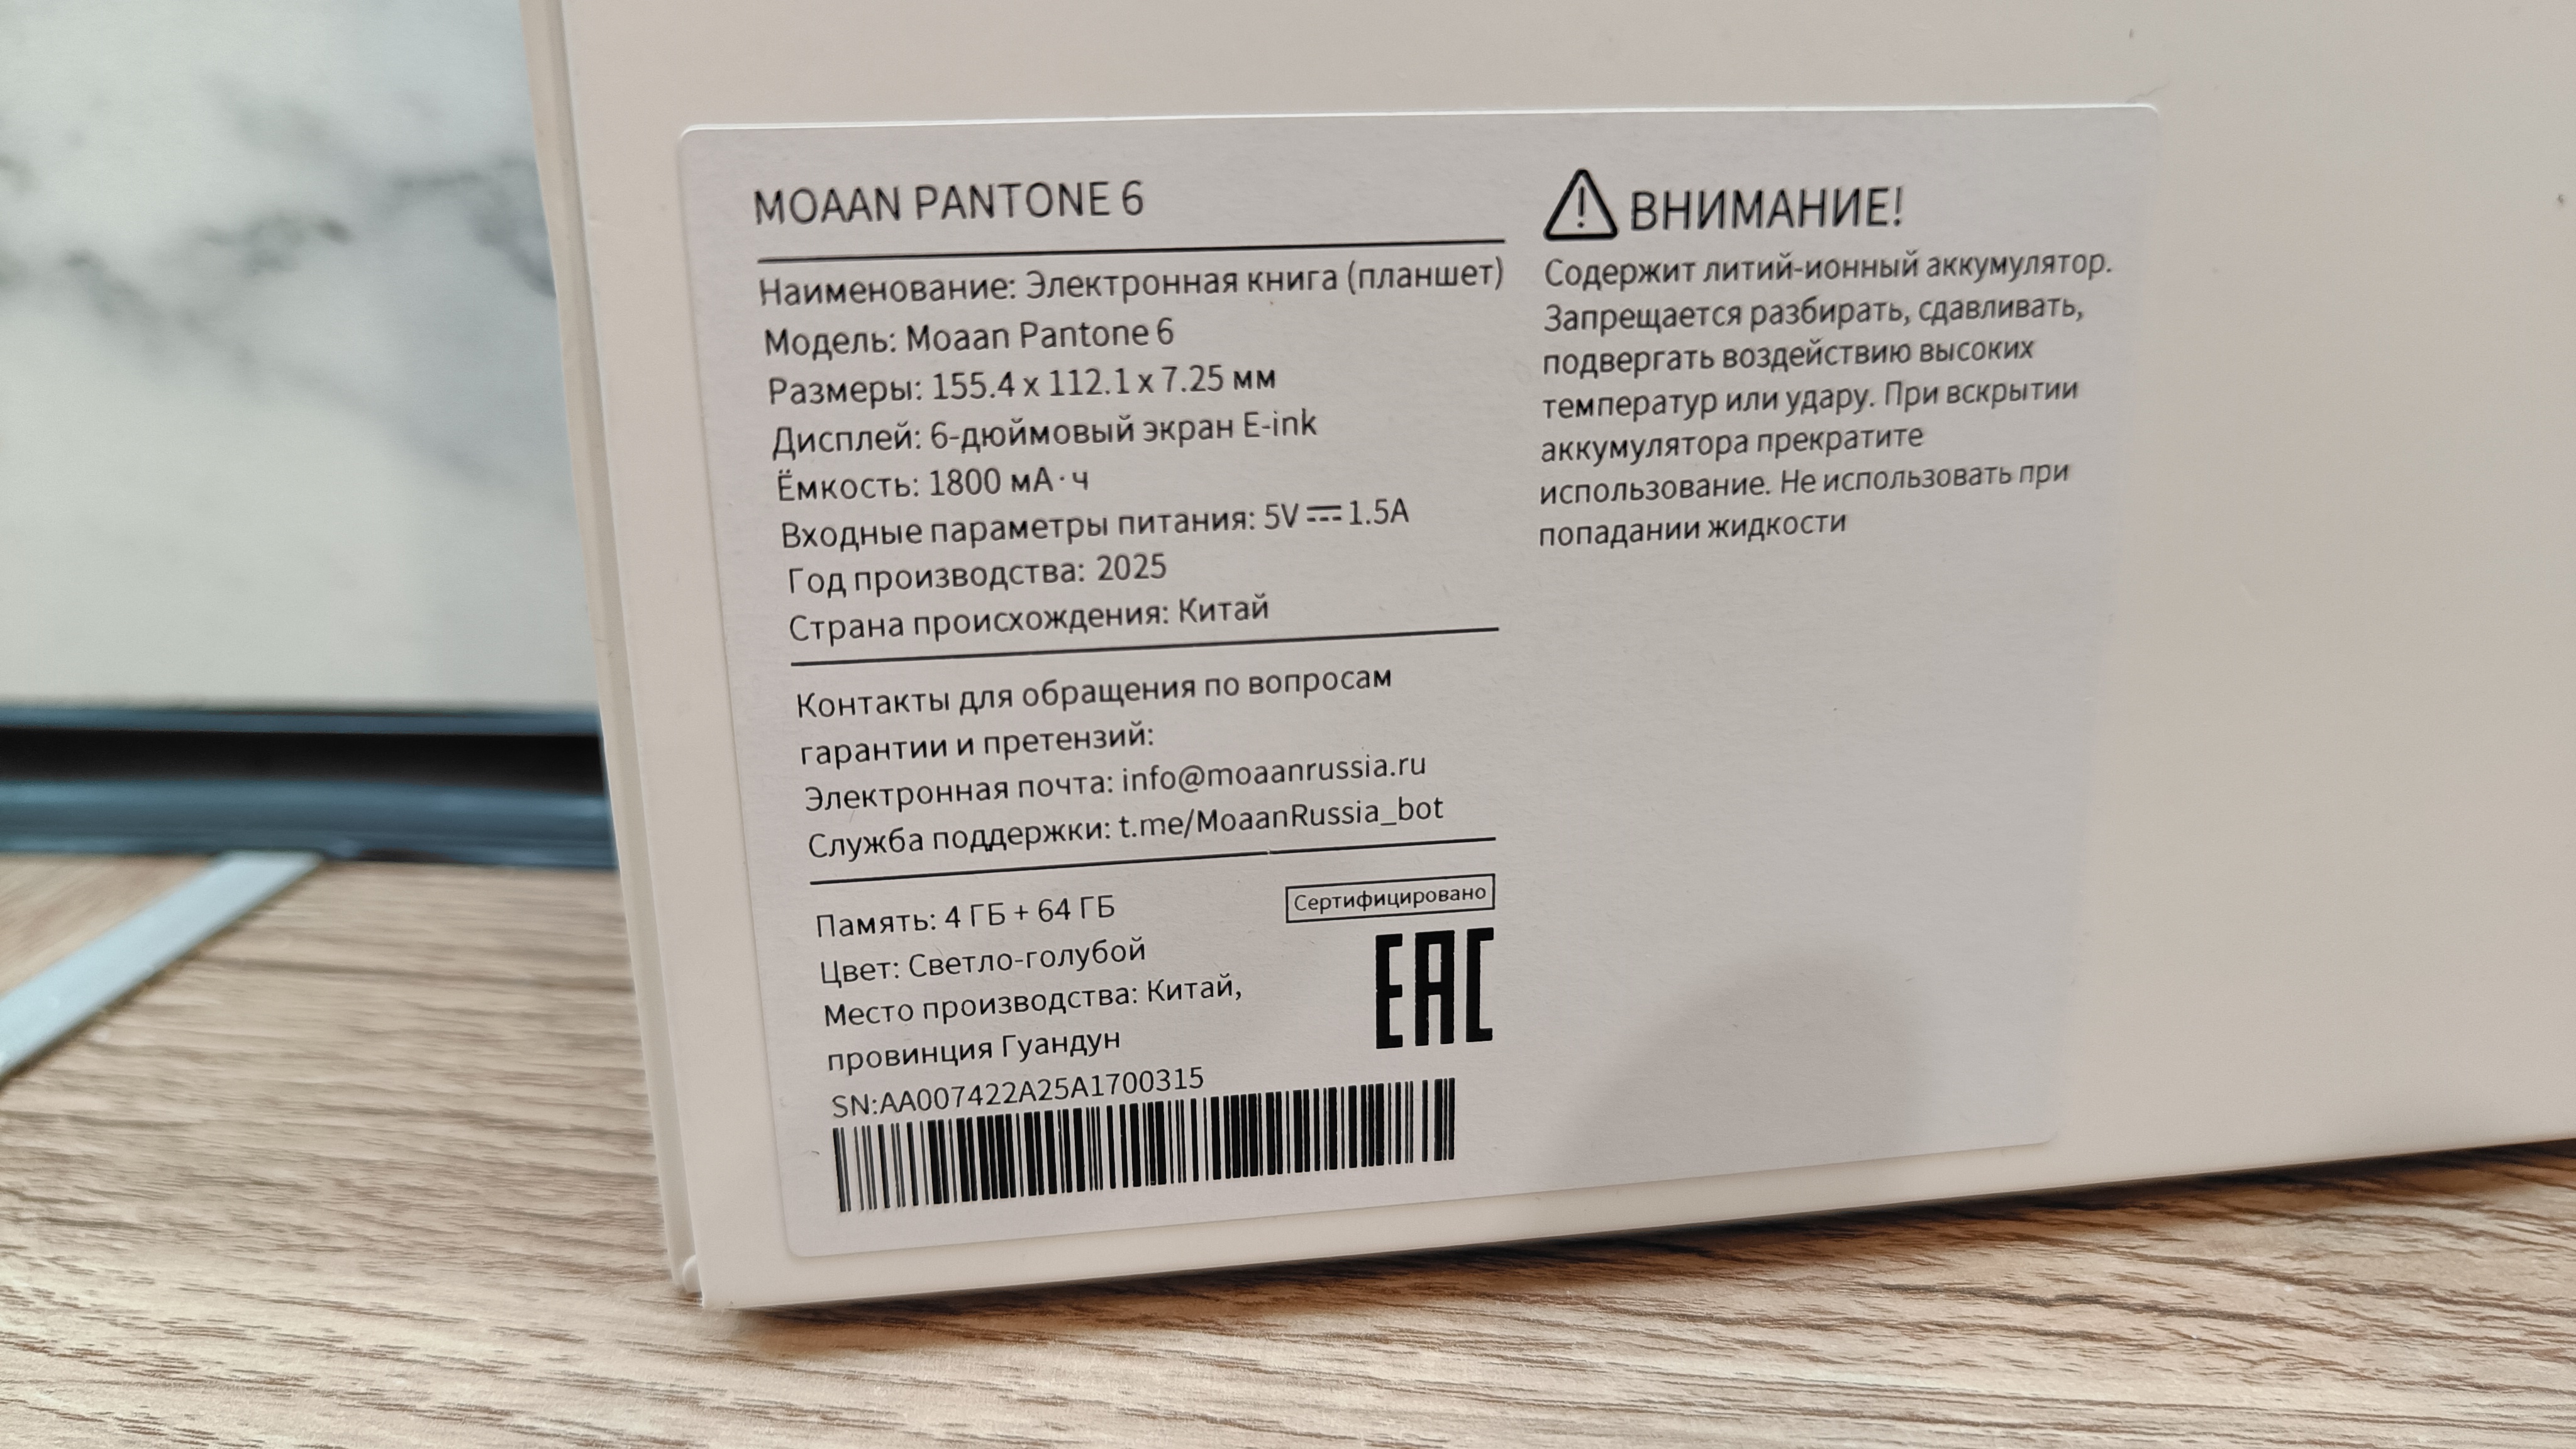 MOAAN PANTONE 6
Наименование: Электронная книга (планшет)
Модель: Moaan Pantone 6
Размеры: 155.4 x 112.1 x 7.25 мм
Дисплей: 6-дюймовый экран E-ink
Ёмкость: 1800 мА·ч
Входные параметры питания: 5V ⎓ 1.5A
Год производства: 2025
Страна происхождения: Китай
Контакты для обращения по вопросам
гарантии и претензий:
Электронная почта: info@moaanrussia.ru
Служба поддержки: t.me/MoaanRussia_bot
Память: 4 ГБ + 64 ГБ
Цвет: Светло-голубой
Место производства: Китай,
провинция Гуандун
SN:AA007422A25A1700315
Сертифицировано
EAC
ВНИМАНИЕ!
Содержит литий-ионный аккумулятор.
Запрещается разбирать, сдавливать,
подвергать воздействию высоких
температур или удару. При вскрытии
аккумулятора прекратите
использование. Не использовать при
попадании жидкости